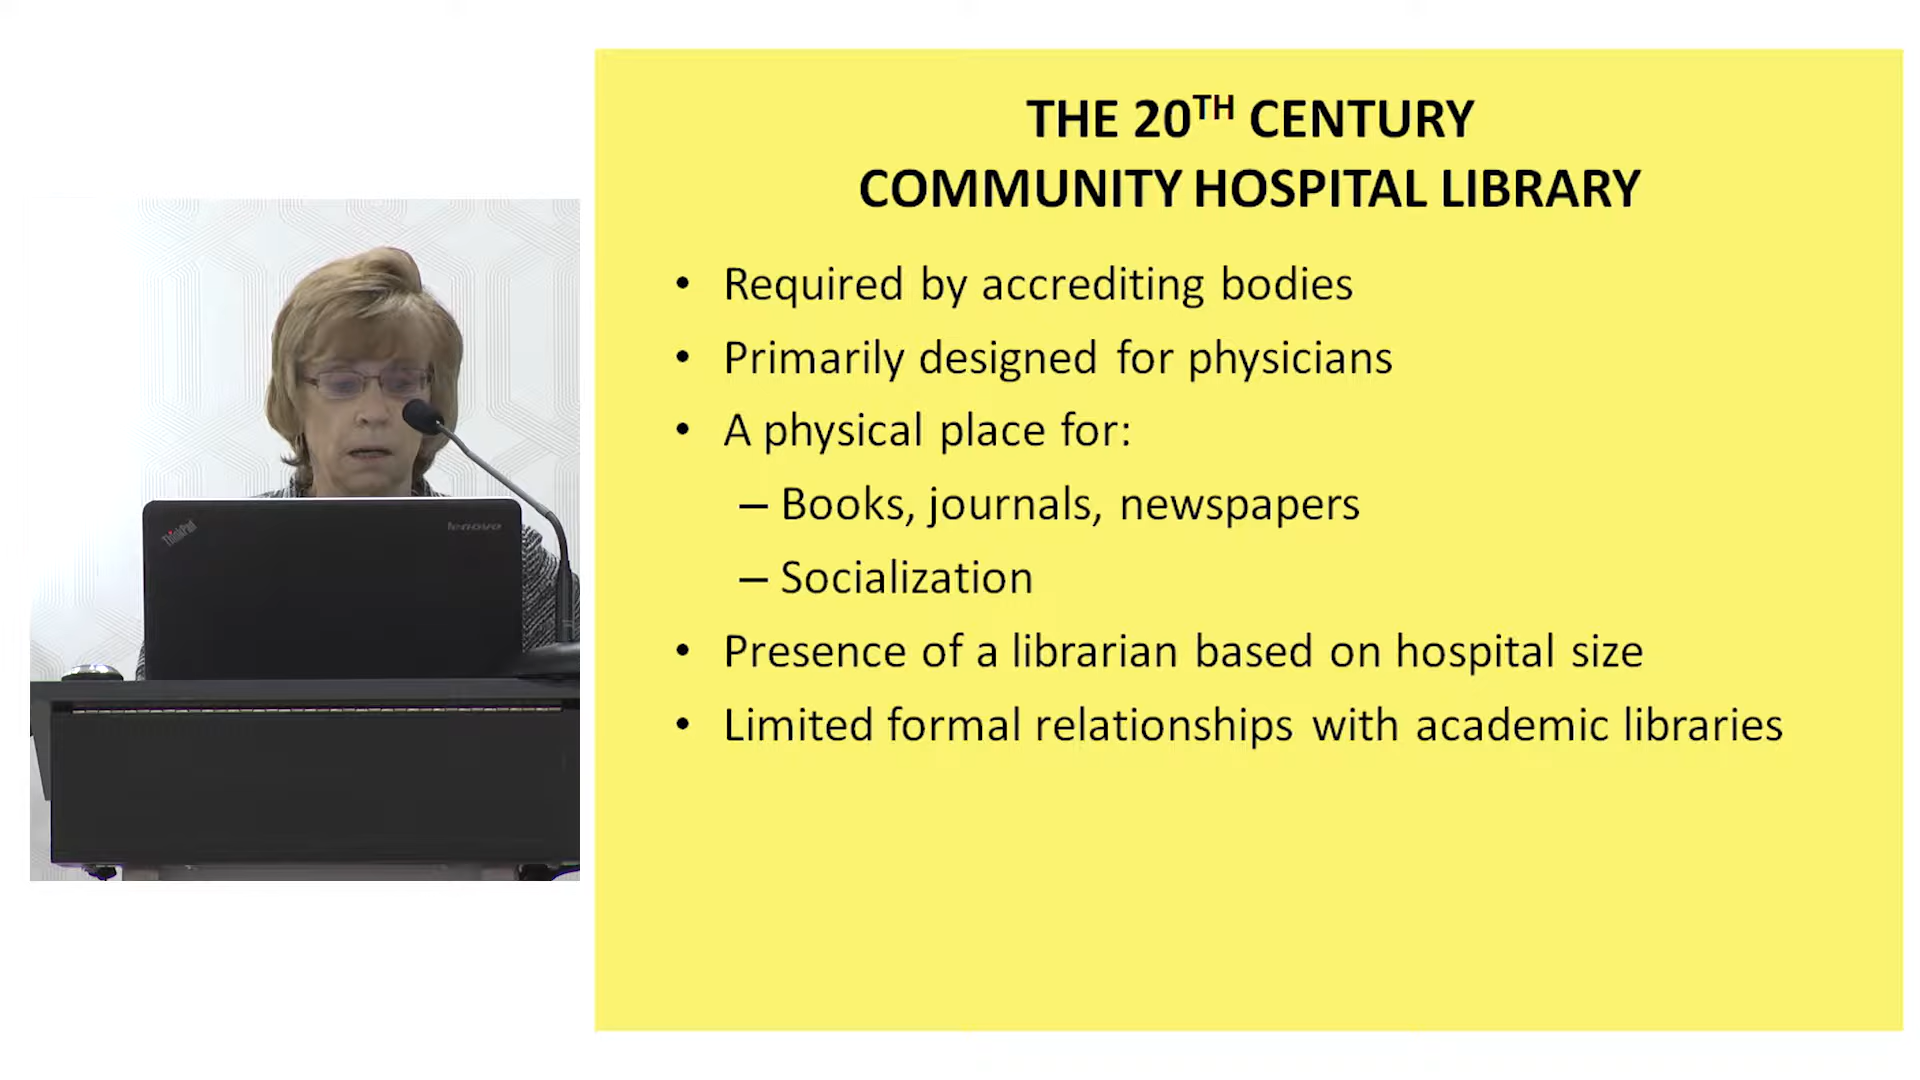 THE 20TH CENTURY
COMMUNITY HOSPITAL LIBRARY
• Required by accrediting bodies
• Primarily designed for physicians
• A physical place for:
– Books, journals, newspapers
– Socialization
• Presence of a librarian based on hospital size
• Limited formal relationships with academic libraries
ThinkPad
lenovo